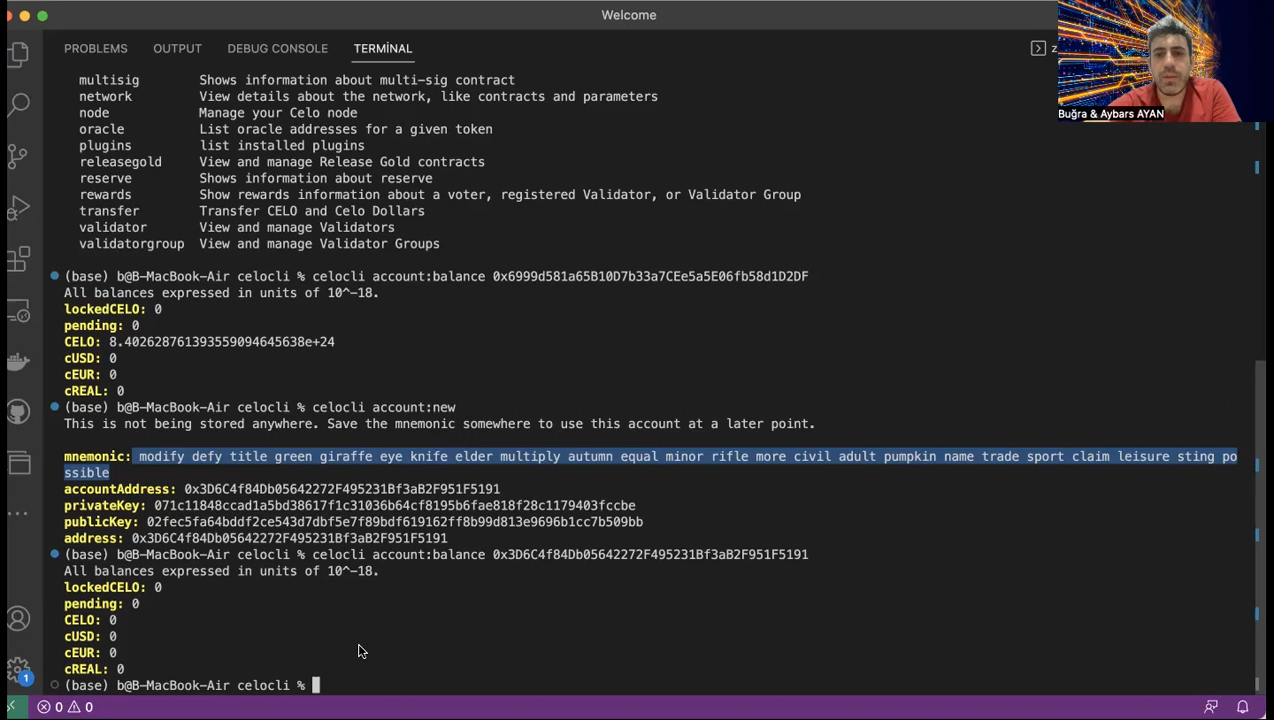 Welcome
PROBLEMS OUTPUT DEBUG CONSOLE TERMİNAL
multisig Shows information about multi-sig contract
network View details about the network, like contracts and parameters
node Manage your Celo node
oracle List oracle addresses for a given token
plugins list installed plugins
releasegold View and manage Release Gold contracts
reserve Shows information about reserve
rewards Show rewards information about a voter, registered Validator, or Validator Group
transfer Transfer CELO and Celo Dollars
validator View and manage Validators
validatorgroup View and manage Validator Groups
(base) b@B-MacBook-Air celocli % celocli account:balance 0x6999d581a65B10D7b33a7CEe5a5E06fb58d1D2DF
All balances expressed in units of 10^-18.
lockedCELO: 0
pending: 0
CELO: 8.402628761393559094645638e+24
cUSD: 0
cEUR: 0
cREAL: 0
(base) b@B-MacBook-Air celocli % celocli account:new
This is not being stored anywhere. Save the mnemonic somewhere to use this account at a later point.
mnemonic: modify defy title green giraffe eye knife elder multiply autumn equal minor rifle more civil adult pumpkin name trade sport claim leisure sting po
ssible
accountAddress: 0x3D6C4f84Db05642272F495231Bf3aB2F951F5191
privateKey: 071c11848ccad1a5bd38617f1c31036b64cf8195b6fae818f28c1179403fccbe
publicKey: 02fec5fa64bddf2ce543d7dbf5e7f89bdf619162ff8b99d813e9696b1cc7b509bb
address: 0x3D6C4f84Db05642272F495231Bf3aB2F951F5191
(base) b@B-MacBook-Air celocli % celocli account:balance 0x3D6C4f84Db05642272F495231Bf3aB2F951F5191
All balances expressed in units of 10^-18.
lockedCELO: 0
pending: 0
CELO: 0
cUSD: 0
cEUR: 0
cREAL: 0
(base) b@B-MacBook-Air celocli %
Buğra & Aybars AYAN
1
0 0